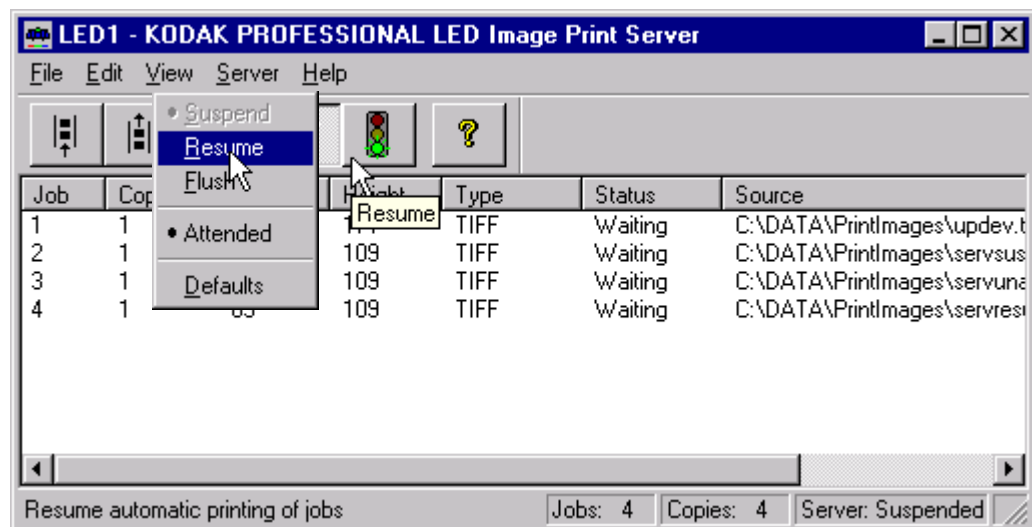 LED1 - KODAK PROFESSIONAL LED Image Print Server
File Edit View Server Help
• Suspend
Resume
Flush
• Attended
Defaults
Resume
Job Cop Height Type Status Source
1 1 TIFF Waiting C:\DATA\PrintImages\updev.t
2 1 109 TIFF Waiting C:\DATA\PrintImages\servsus
3 1 109 TIFF Waiting C:\DATA\PrintImages\servuna
4 1 109 TIFF Waiting C:\DATA\PrintImages\servres
Resume automatic printing of jobs Jobs: 4 Copies: 4 Server: Suspended